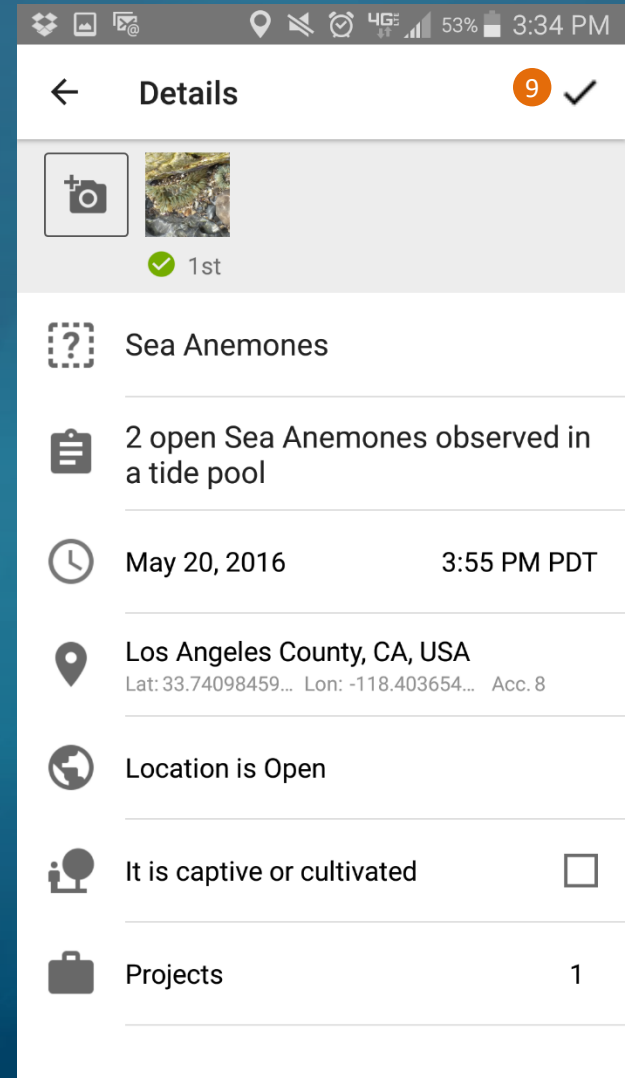 4G 53% 3:34 PM
Details 9
1st
? Sea Anemones
2 open Sea Anemones observed in
a tide pool
May 20, 2016 3:55 PM PDT
Los Angeles County, CA, USA
Lat: 33.74098459... Lon: -118.403654... Acc. 8
Location is Open
It is captive or cultivated
Projects 1